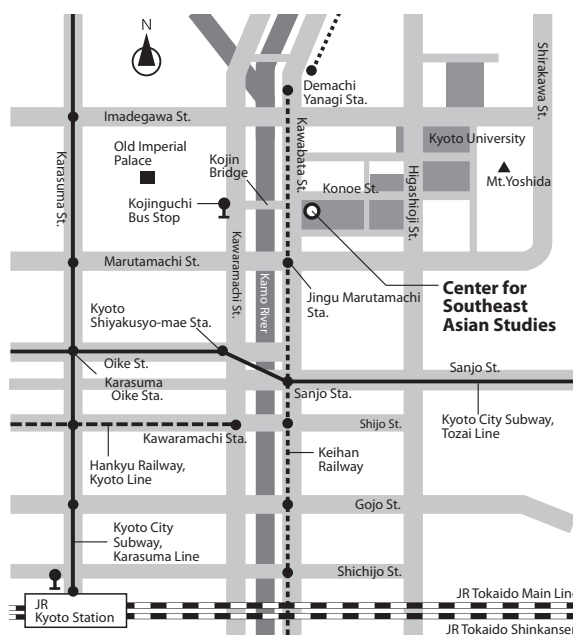 N
Demachi
Yanagi Sta.
Imadegawa St.
Shirakawa St.
Kyoto University
Old Imperial
Palace
Kojin
Bridge
Kawabata St.
Karasuma St.
Konoe St.
Mt.Yoshida
Higashioji St.
Kojinguchi
Bus Stop
Kawaramachi St.
Marutamachi St.
Kamo River
Jingu Marutamachi
Sta.
Center for
Southeast
Asian Studies
Kyoto
Shiyakusyo-mae Sta.
Oike St.
Karasuma
Oike Sta.
Sanjo St.
Sanjo Sta.
Kawaramachi Sta.
Shijo St.
Kyoto City Subway,
Tozai Line
Hankyu Railway,
Kyoto Line
Keihan
Railway
Gojo St.
Kyoto City
Subway,
Karasuma Line
Shichijo St.
JR
Kyoto Station
JR Tokaido Main Line
JR Tokaido Shinkansen